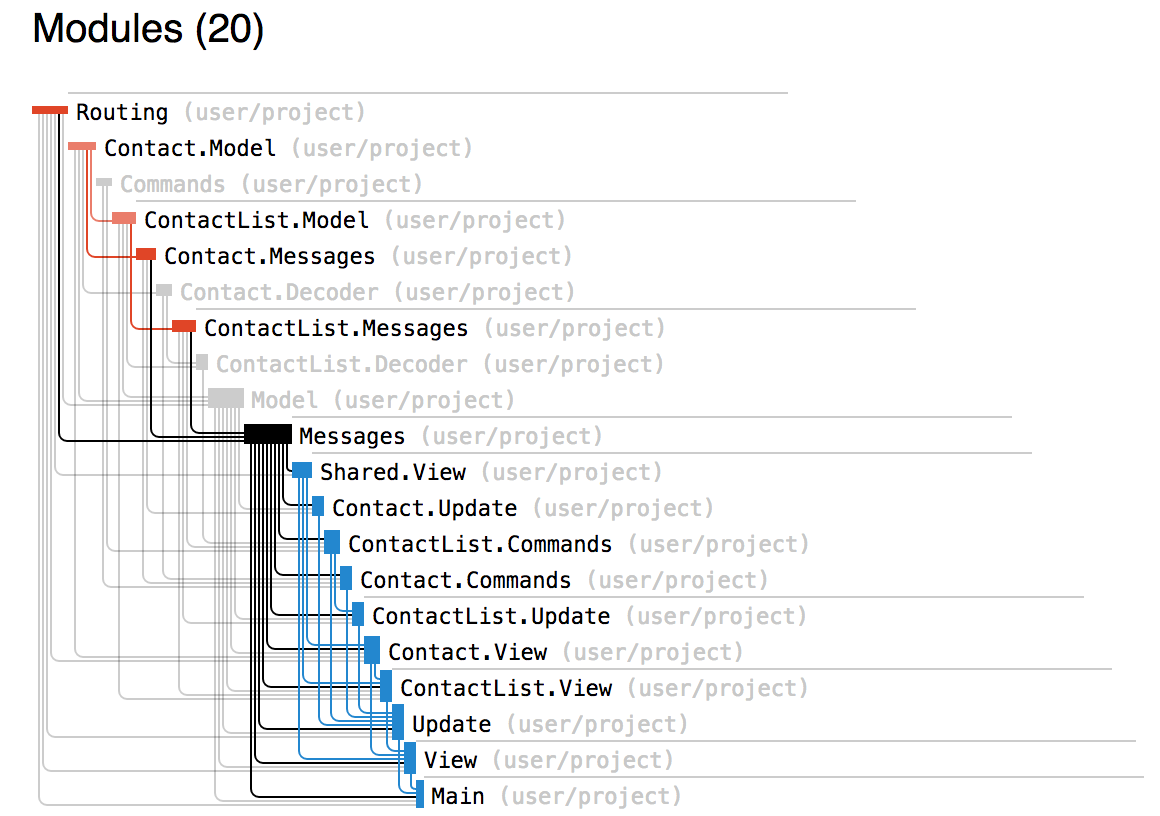 Modules (20)
Routing (user/project)
Contact.Model (user/project)
Commands (user/project)
ContactList.Model (user/project)
Contact.Messages (user/project)
Contact.Decoder (user/project)
ContactList.Messages (user/project)
ContactList.Decoder (user/project)
Model (user/project)
Messages (user/project)
Shared.View (user/project)
Contact.Update (user/project)
ContactList.Commands (user/project)
Contact.Commands (user/project)
ContactList.Update (user/project)
Contact.View (user/project)
ContactList.View (user/project)
Update (user/project)
View (user/project)
Main (user/project)